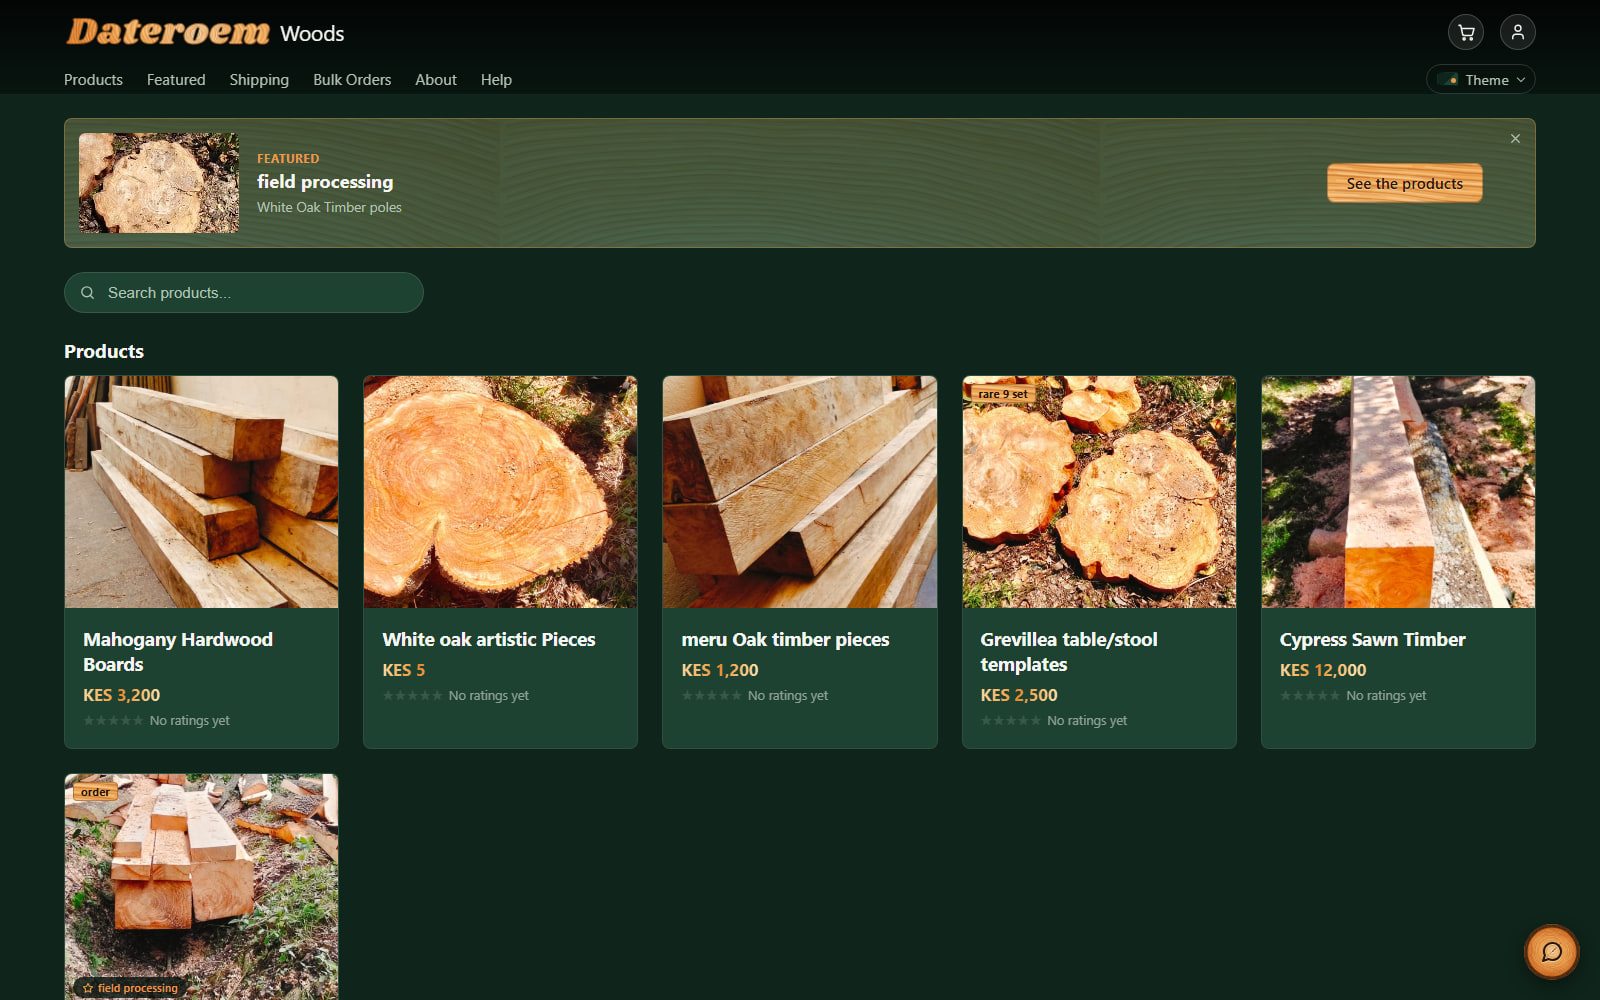 Dateroem Woods
Products Featured Shipping Bulk Orders About Help
Theme
FEATURED
field processing
White Oak Timber poles
See the products
Search products...
Products
rare 9 set
Mahogany Hardwood Boards
KES 3,200
No ratings yet
White oak artistic Pieces
KES 5
No ratings yet
meru Oak timber pieces
KES 1,200
No ratings yet
Grevillea table/stool templates
KES 2,500
No ratings yet
Cypress Sawn Timber
KES 12,000
No ratings yet
order
field processing